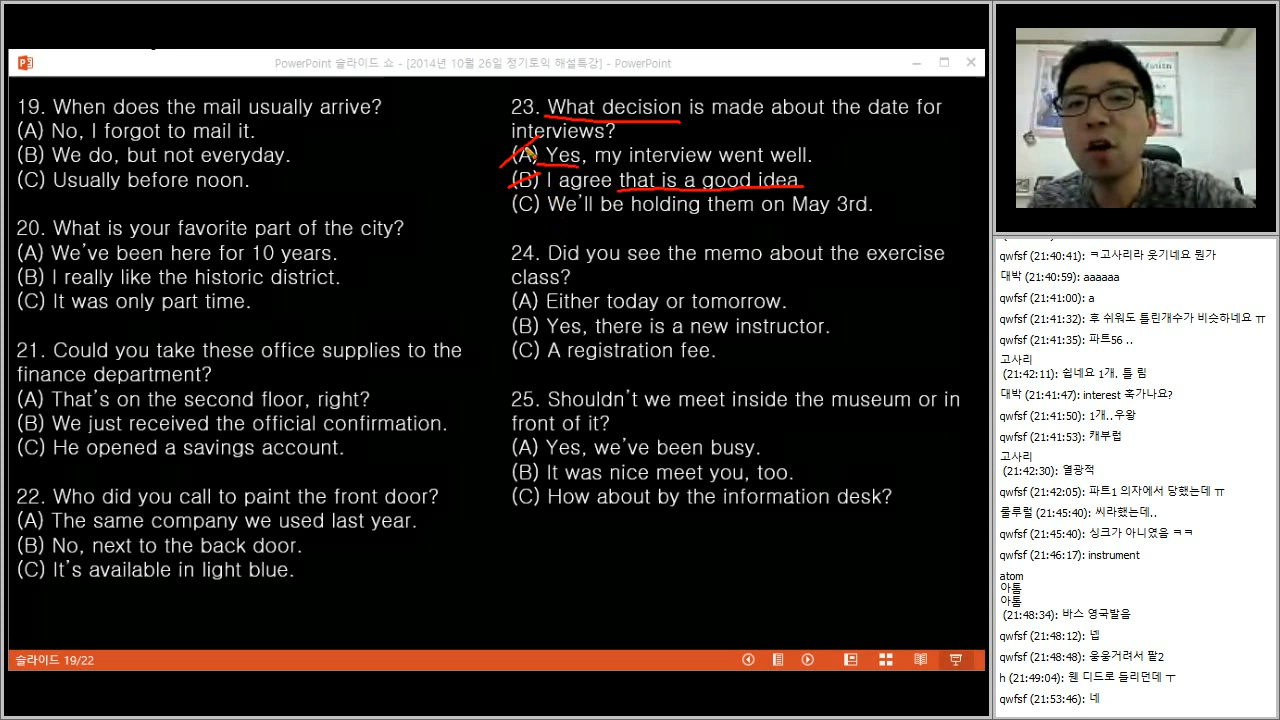 PowerPoint 슬라이드 쇼 - [2014년 10월 26일 정기토익 해설특강] - PowerPoint
19. When does the mail usually arrive?
(A) No, I forgot to mail it.
(B) We do, but not everyday.
(C) Usually before noon.
20. What is your favorite part of the city?
(A) We've been here for 10 years.
(B) I really like the historic district.
(C) It was only part time.
21. Could you take these office supplies to the
finance department?
(A) That's on the second floor, right?
(B) We just received the official confirmation.
(C) He opened a savings account.
22. Who did you call to paint the front door?
(A) The same company we used last year.
(B) No, next to the back door.
(C) It's available in light blue.
23. What decision is made about the date for
interviews?
(A) Yes, my interview went well.
(B) I agree that is a good idea
(C) We'll be holding them on May 3rd.
24. Did you see the memo about the exercise
class?
(A) Either today or tomorrow.
(B) Yes, there is a new instructor.
(C) A registration fee.
25. Shouldn't we meet inside the museum or in
front of it?
(A) Yes, we've been busy.
(B) It was nice meet you, too.
(C) How about by the information desk?
슬라이드 19/22
qwfsf (21:40:41): ㅋ고사리라 웃기네요 뭔가
대박 (21:40:59): aaaaaa
qwfsf (21:41:00): a
qwfsf (21:41:32): 후 쉬워도 틀린개수가 비슷하네요 ㅠ
qwfsf (21:41:35): 파트56 ..
고사리
(21:42:11): 쉽네요 1개. 틀 림
대박 (21:41:47): interest 훅가나요?
qwfsf (21:41:50): 1개..우왕
qwfsf (21:41:53): 캐부럽
고사리
(21:42:30): 열광적
qwfsf (21:42:05): 파트1 의자에서 당했는데 ㅠ
룰루럴 (21:45:40): 씨라했는데..
qwfsf (21:45:40): 싱크가 아니였음 ㅋㅋ
qwfsf (21:46:17): instrument
atom
아톰
아톰
(21:48:34): 바스 영국발음
qwfsf (21:48:12): 넵
qwfsf (21:48:48): 웅웅거려서 팔2
h (21:49:04): 웬 디드로 들리던데 ㅜ
qwfsf (21:53:46): 네